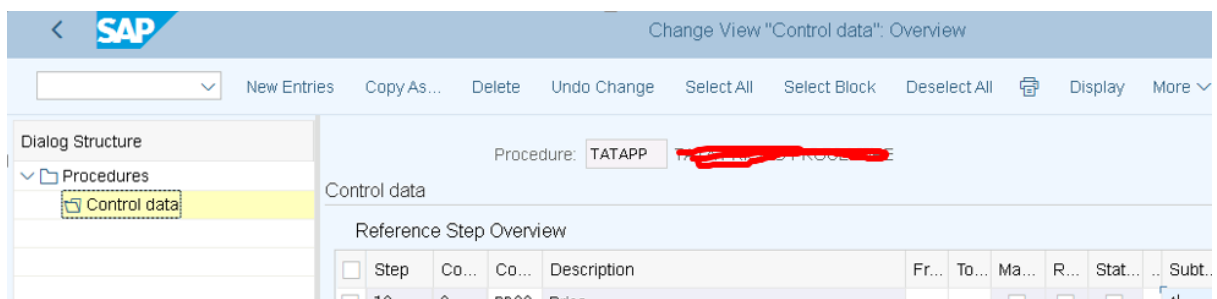 SAP Change View "Control data": Overview
New Entries Copy As... Delete Undo Change Select All Select Block Deselect All Display More
Dialog Structure
Procedure: TATAPP
Procedures
Control data
Control data
Reference Step Overview
Step Co... Co... Description Fr... To... Ma... R... Stat... .. Subt...